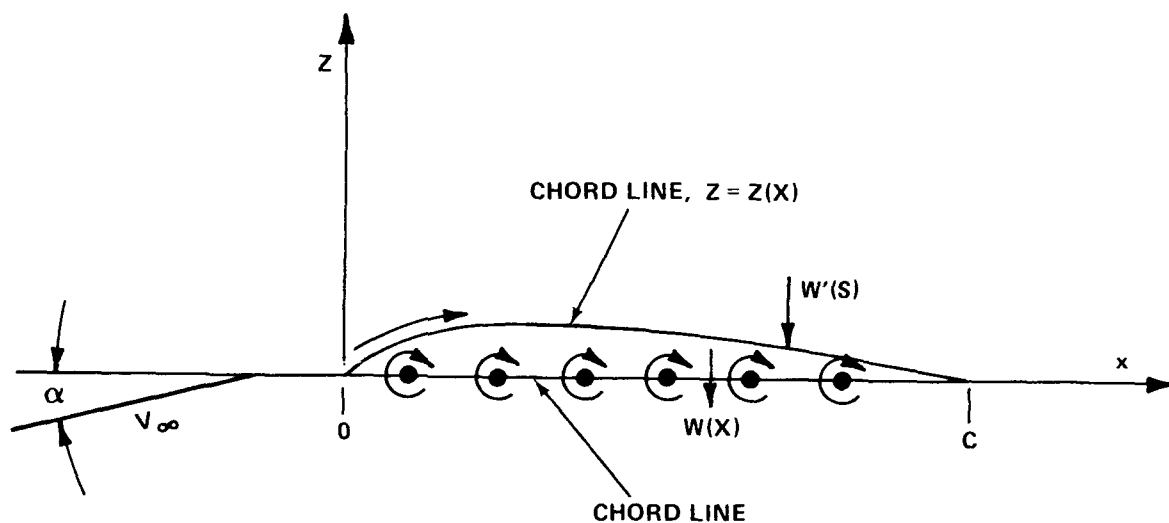 Z
CHORD LINE, Z = Z(X)
W'(S)
x
α
V∞
0
W(X)
C
CHORD LINE